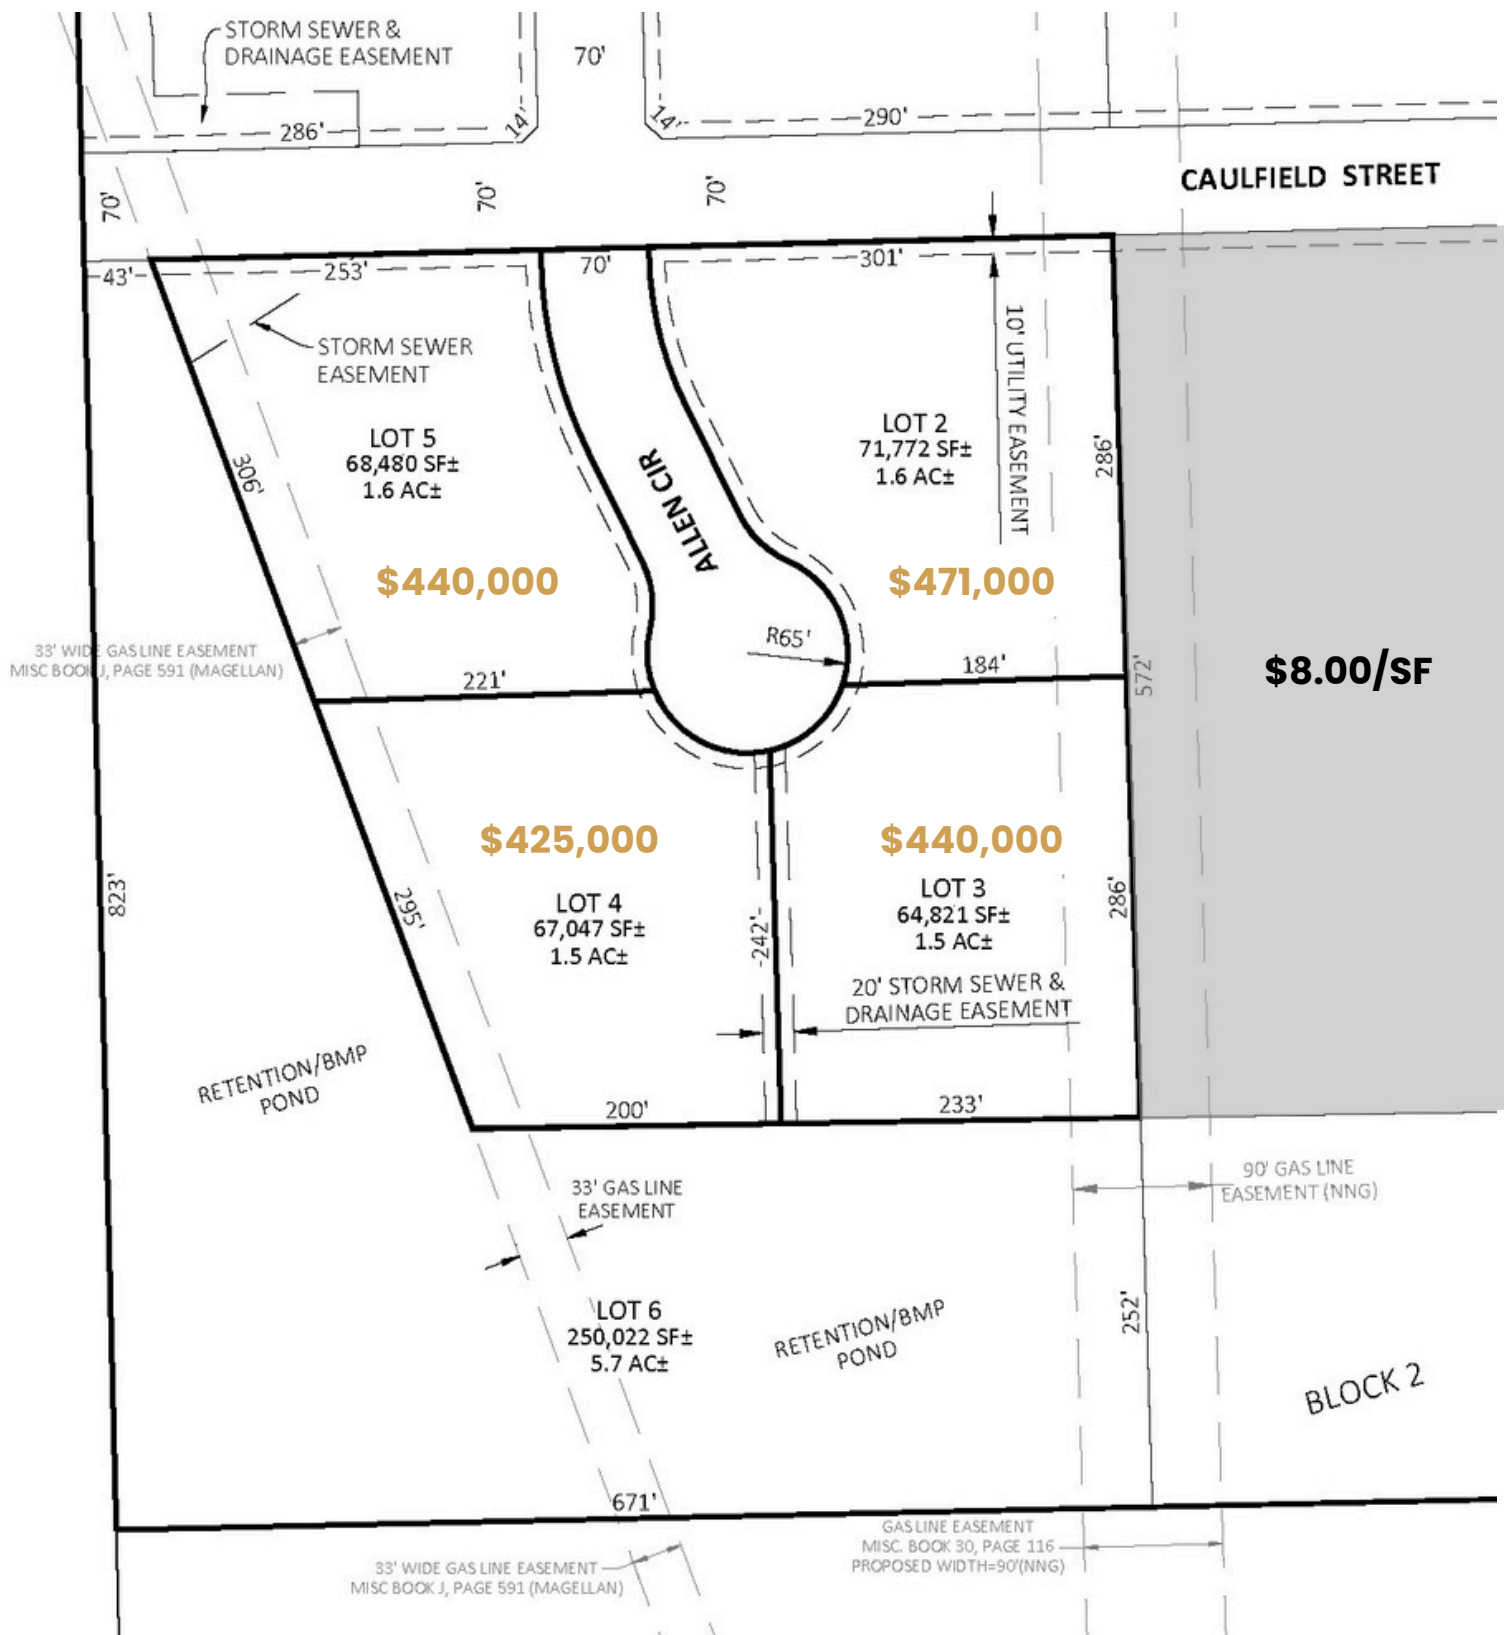 STORM SEWER &
DRAINAGE EASEMENT
70'
286'
14'
14'
290'
70'
70'
70'
CAULFIELD STREET
43'
253'
70'
301'
STORM SEWER
EASEMENT
10' UTILITY EASEMENT
LOT 5
68,480 SF±
1.6 AC±
LOT 2
71,772 SF±
1.6 AC±
306'
286'
ALLEN CIR
$440,000
$471,000
R65'
33' WIDE GAS LINE EASEMENT
MISC BOOK J, PAGE 591 (MAGELLAN)
221'
184'
572'
$8.00/SF
$425,000
$440,000
823'
295'
LOT 4
67,047 SF±
1.5 AC±
242'
LOT 3
64,821 SF±
1.5 AC±
286'
20' STORM SEWER &
DRAINAGE EASEMENT
RETENTION/BMP
POND
200'
233'
33' GAS LINE
EASEMENT
90' GAS LINE
EASEMENT (NNG)
LOT 6
250,022 SF±
5.7 AC±
RETENTION/BMP
POND
252'
BLOCK 2
671'
GAS LINE EASEMENT
MISC. BOOK 30, PAGE 116
PROPOSED WIDTH=90'(NNG)
33' WIDE GAS LINE EASEMENT
MISC BOOK J, PAGE 591 (MAGELLAN)